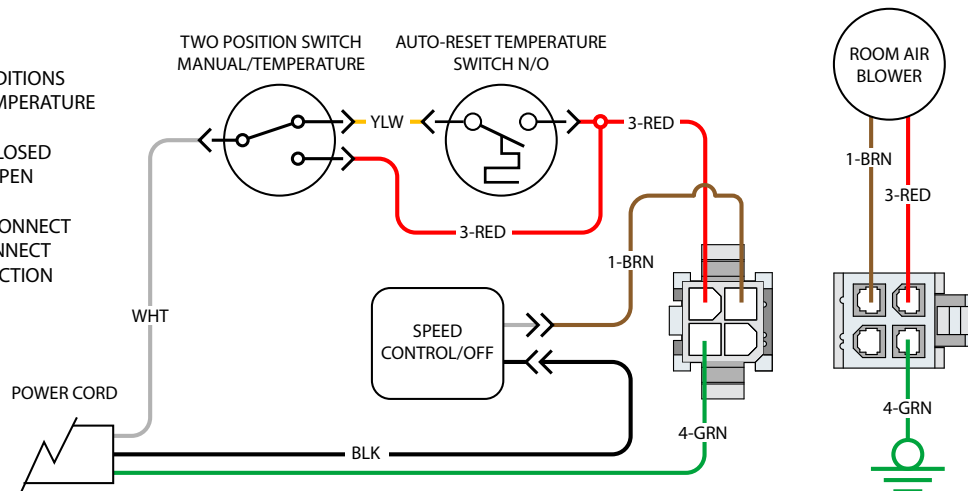 TWO POSITION SWITCH
MANUAL/TEMPERATURE
AUTO-RESET TEMPERATURE
SWITCH N/O
ROOM AIR
BLOWER
DITIONS
MPERATURE
LOSED
PEN
ONNECT
NNECT
CTION
YLW
3-RED
1-BRN
3-RED
3-RED
1-BRN
WHT
SPEED
CONTROL/OFF
POWER CORD
4-GRN
4-GRN
BLK